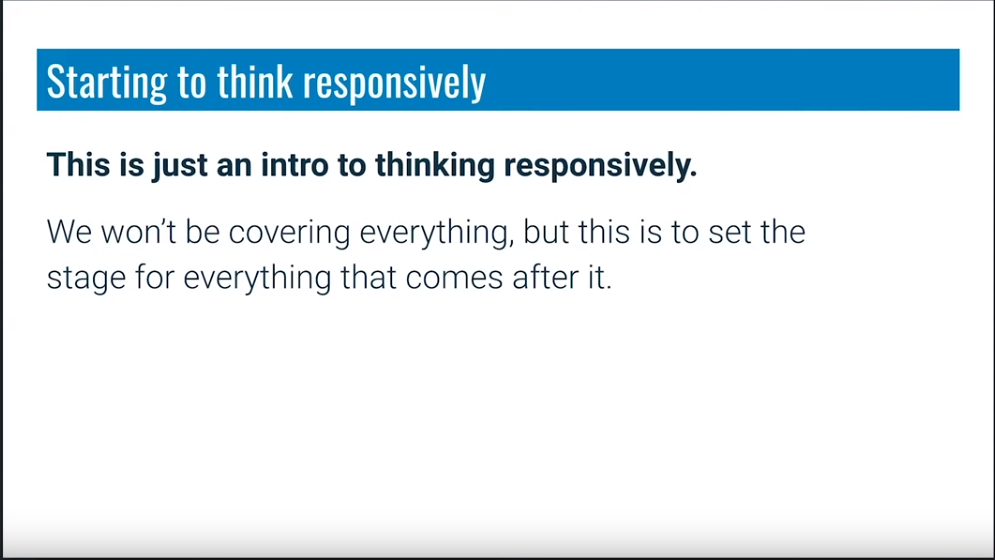 Starting to think responsively
This is just an intro to thinking responsively.
We won’t be covering everything, but this is to set the
stage for everything that comes after it.